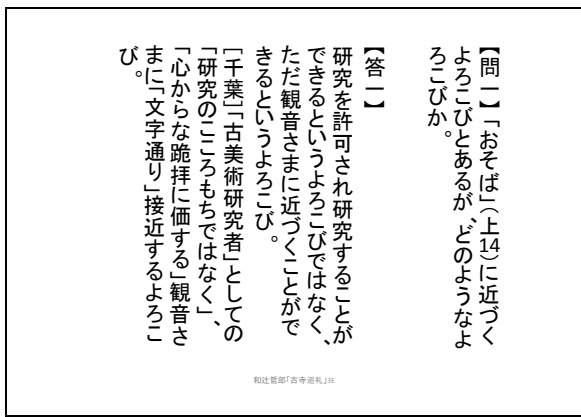 【問一】「おそば」（上14）に近づく
よろこびとあるが、どのようなよ
ろこびか。
【答一】
研究を許可され研究することが
できるというよろこびではなく、
ただ観音さまに近づくことがで
きるというよろこび。
［千葉］「古美術研究者」としての
「研究のこころもちではなく」、
「心からな跪拝に価する」観音さ
まに「文字通り」接近するよろこ
び。
和辻哲郎「古寺巡礼」3E